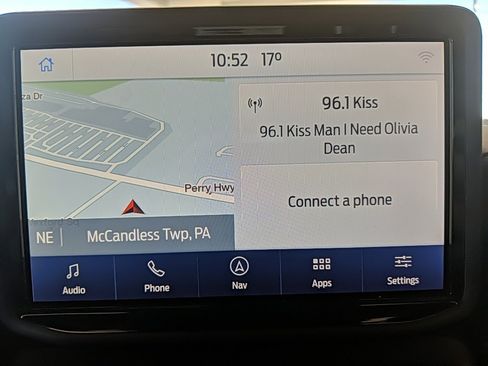 10:52 17°
za Dr
96.1 Kiss
96.1 Kiss Man I Need Olivia
Dean
Perry Hwy
Connect a phone
NE McCandless Twp, PA
Audio Phone Nav Apps Settings